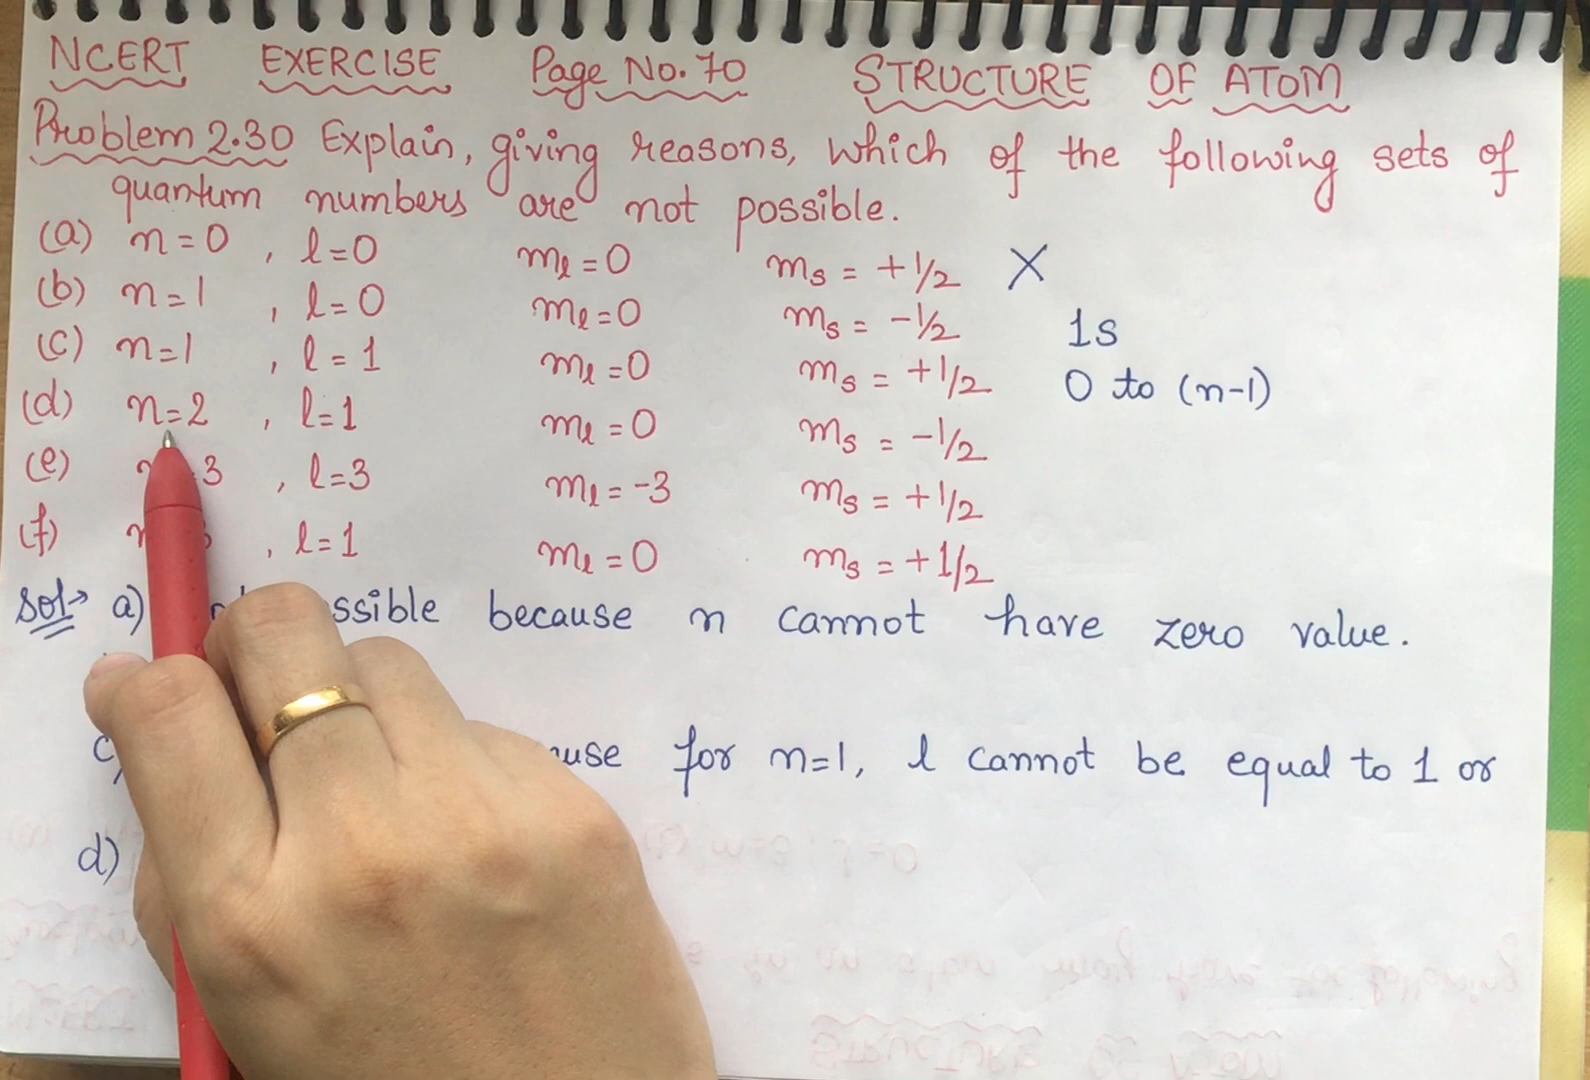 NCERT EXERCISE Page No. 70 STRUCTURE OF ATOM
Problem 2.30 Explain, giving reasons, which of the following sets of
quantum numbers are not possible.
(a) n=0 , l=0 ml=0 ms = +1/2 X
(b) n=1 , l=0 ml=0 ms = -1/2 1s
(c) n=1 , l=1 ml=0 ms = +1/2 0 to (n-1)
(d) n=2 , l=1 ml=0 ms = -1/2
(e) 3 , l=3 ml=-3 ms = +1/2
(f) , l=1 ml=0 ms = +1/2
Sol→ a) ssible because n cannot have zero value.
c) use for n=1, l cannot be equal to 1 or
d)